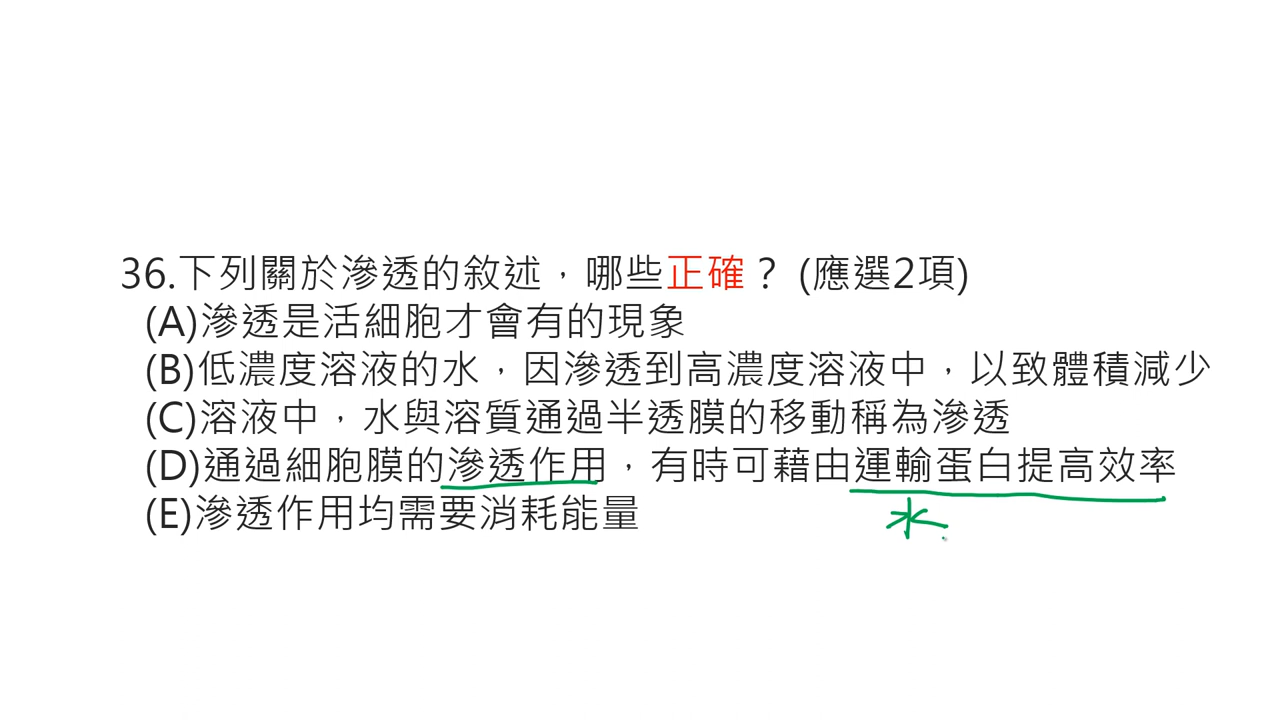 36.下列關於滲透的敘述，哪些正確？ (應選2項)
(A)滲透是活細胞才會有的現象
(B)低濃度溶液的水，因滲透到高濃度溶液中，以致體積減少
(C)溶液中，水與溶質通過半透膜的移動稱為滲透
(D)通過細胞膜的滲透作用，有時可藉由運輸蛋白提高效率
(E)滲透作用均需要消耗能量
水